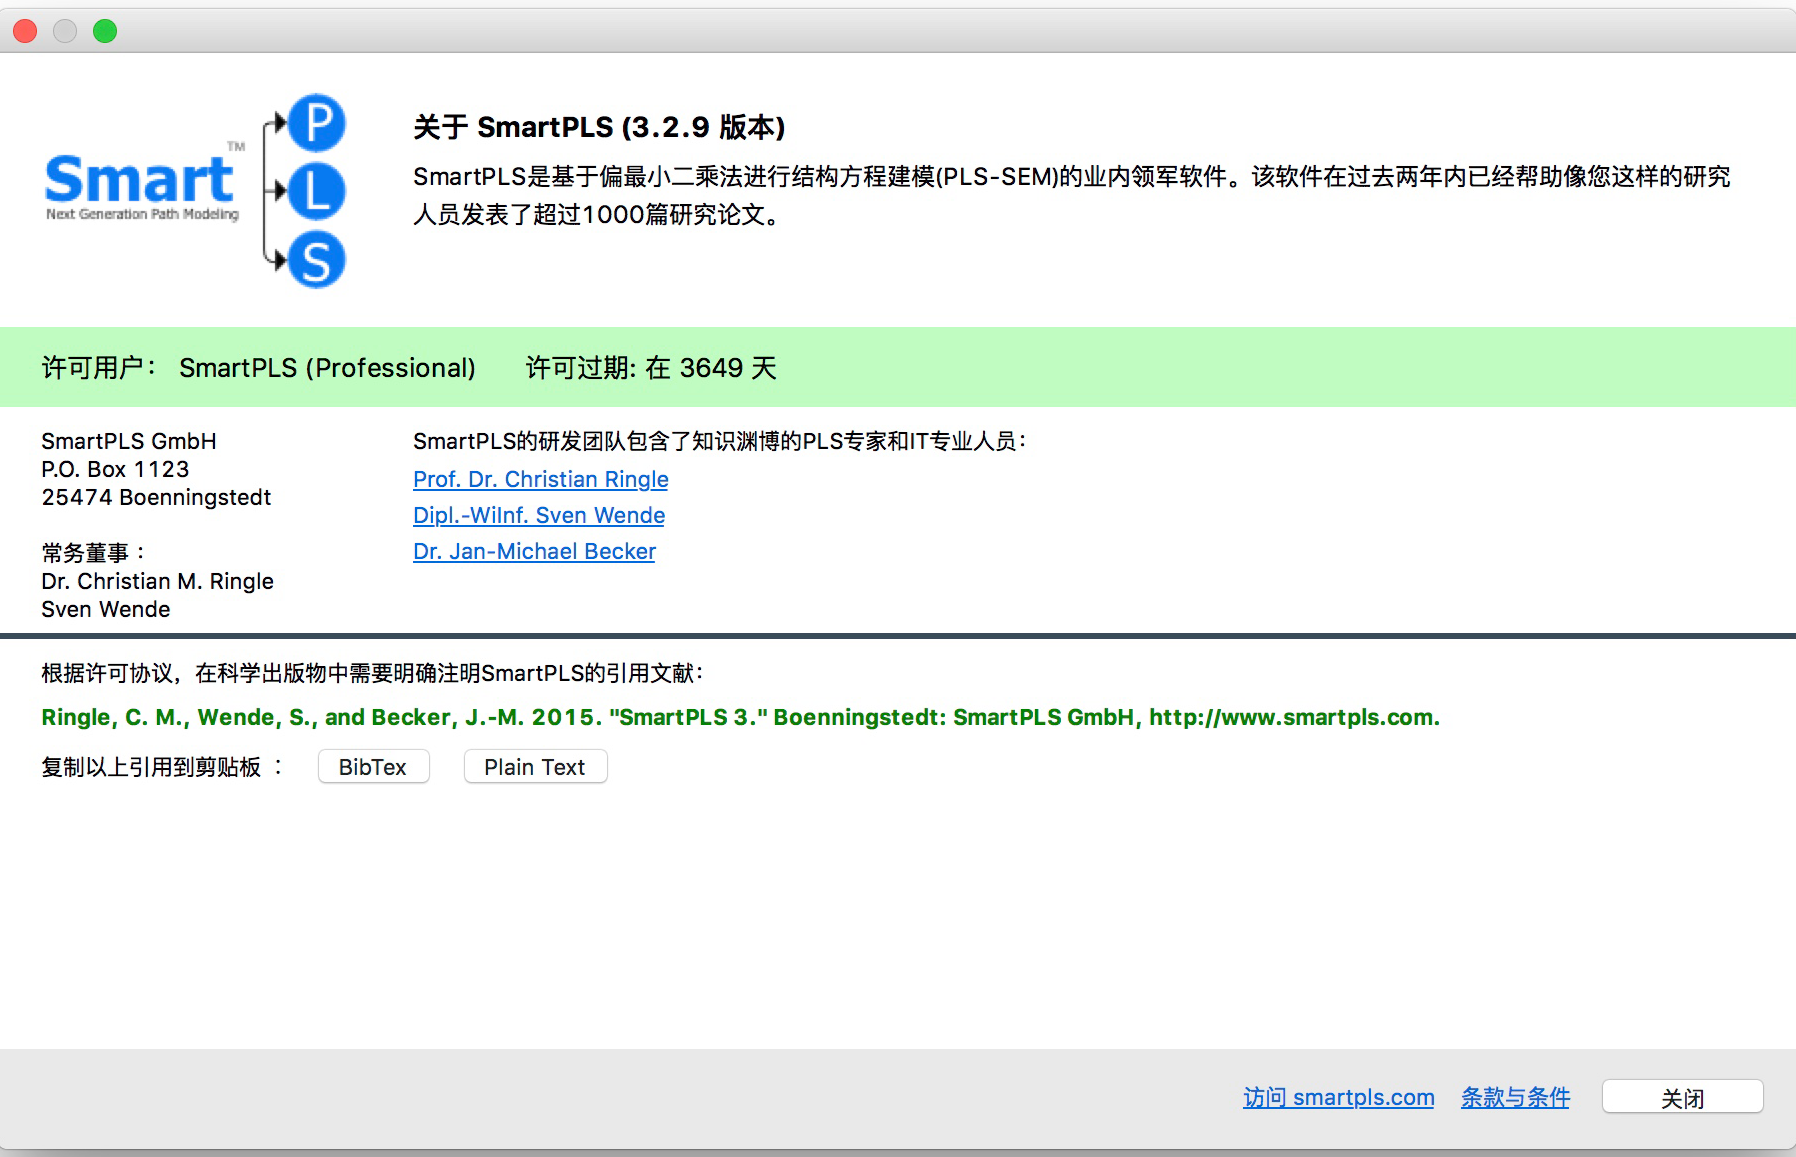 Smart™
Next Generation Path Modeling
P
L
S
关于 SmartPLS (3.2.9 版本)
SmartPLS是基于偏最小二乘法进行结构方程建模(PLS-SEM)的业内领军软件。该软件在过去两年内已经帮助像您这样的研究
人员发表了超过1000篇研究论文。
许可用户： SmartPLS (Professional) 许可过期: 在 3649 天
SmartPLS GmbH
P.O. Box 1123
25474 Boenningstedt
常务董事：
Dr. Christian M. Ringle
Sven Wende
SmartPLS的研发团队包含了知识渊博的PLS专家和IT专业人员：
Prof. Dr. Christian Ringle
Dipl.-WiInf. Sven Wende
Dr. Jan-Michael Becker
根据许可协议，在科学出版物中需要明确注明SmartPLS的引用文献：
Ringle, C. M., Wende, S., and Becker, J.-M. 2015. "SmartPLS 3." Boenningstedt: SmartPLS GmbH, http://www.smartpls.com.
复制以上引用到剪贴板 ： BibTex Plain Text
访问 smartpls.com 条款与条件 关闭